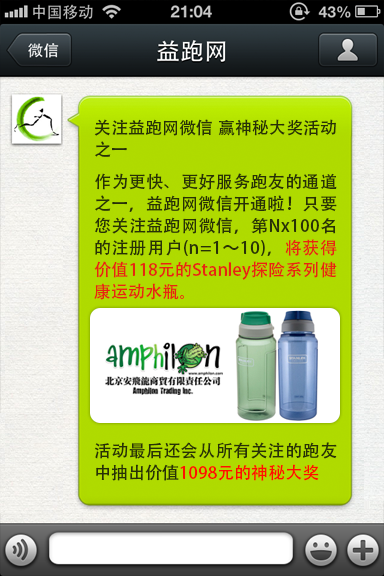 中国移动 21:04 43%
微信 益跑网
关注益跑网微信 赢神秘大奖活动
之一
作为更快、更好服务跑友的通道
之一，益跑网微信开通啦！只要
您关注益跑网微信，第Nx100名
的注册用户(n=1～10)，将获得
价值118元的Stanley探险系列健
康运动水瓶。
amphilon
www.amphilon.com
北京安飛龍商貿有限責任公司
Amphilon Trading Inc.
活动最后还会从所有关注的跑友
中抽出价值1098元的神秘大奖